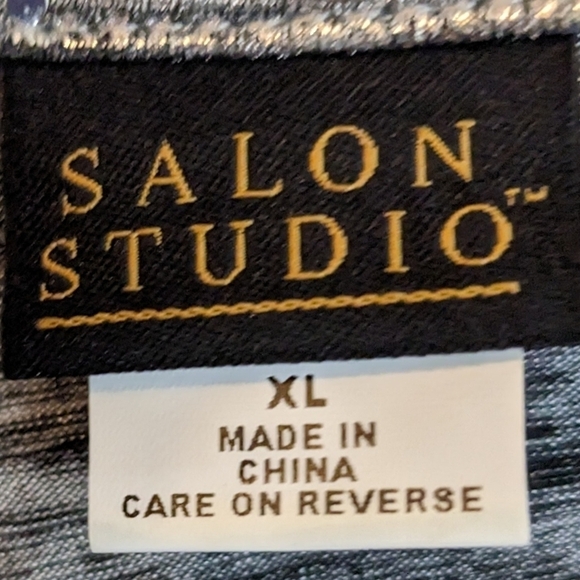 SALON
STUDIO™
XL
MADE IN
CHINA
CARE ON REVERSE